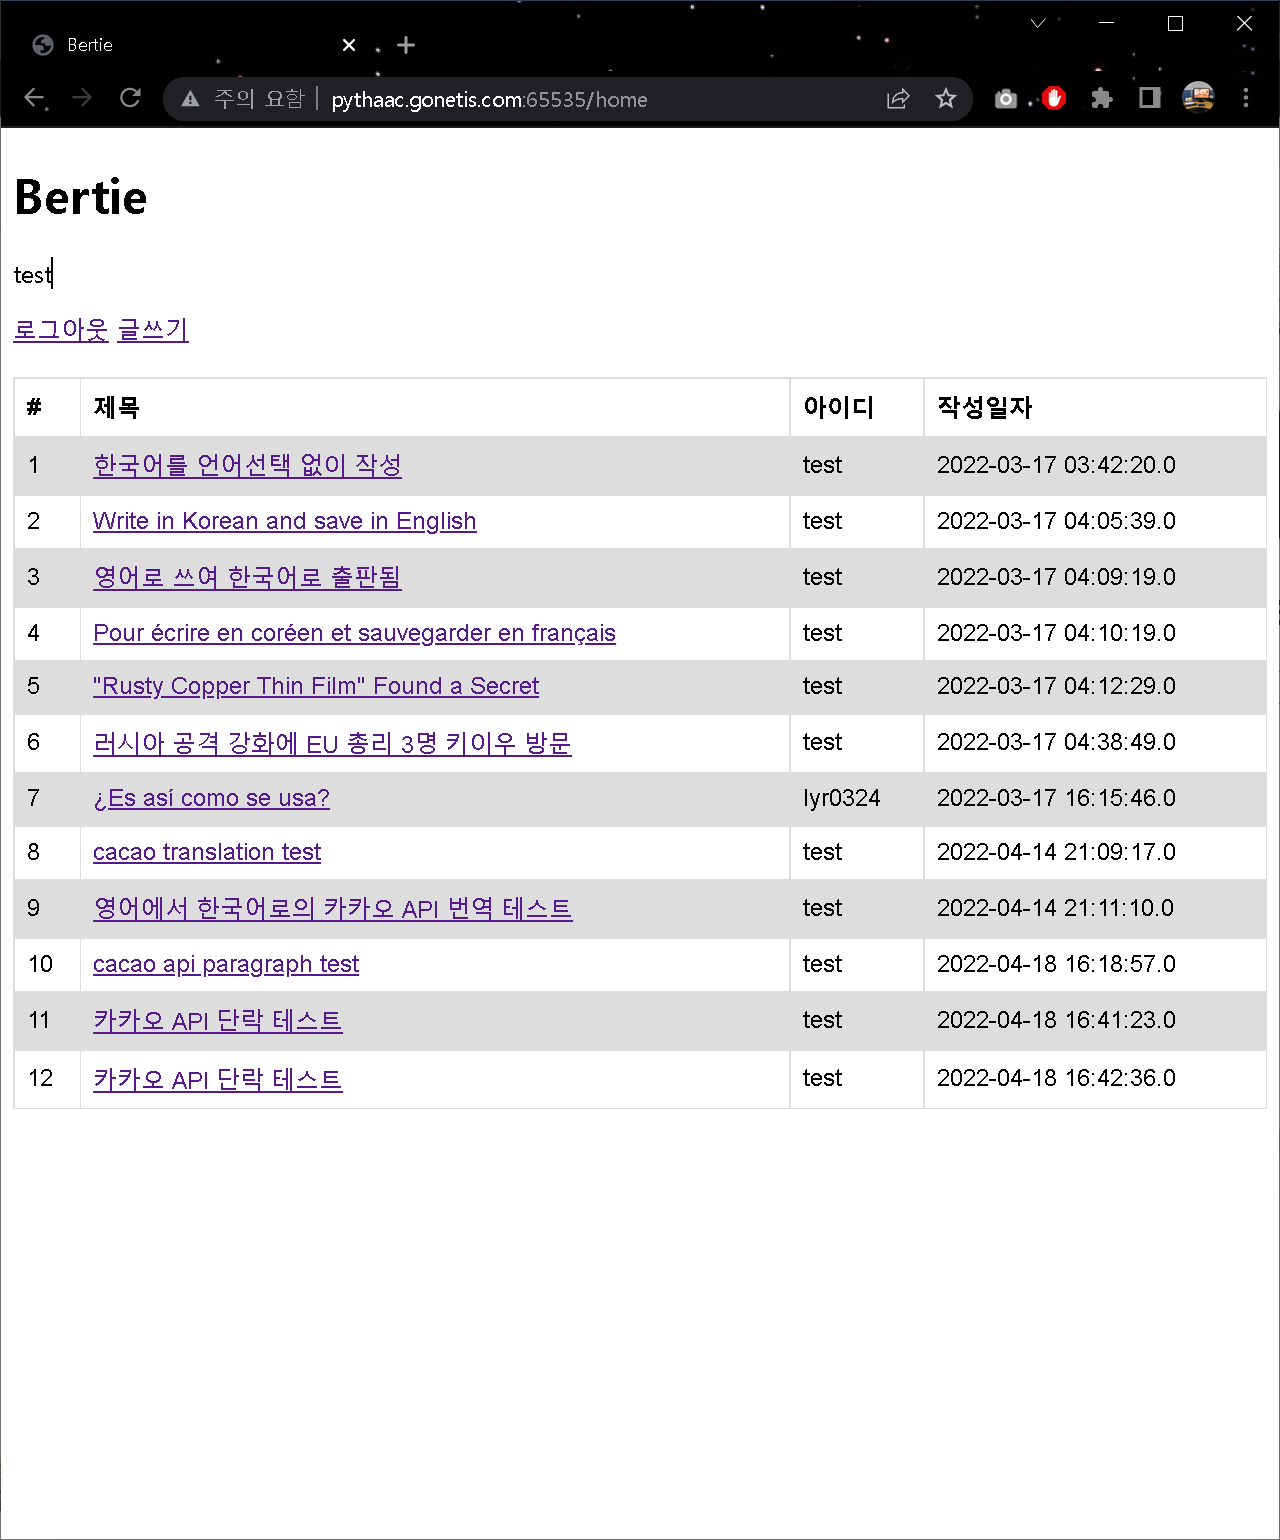 Bertie
주의 요함 | pythaac.gonetis.com:65535/home
Bertie
test
로그아웃 글쓰기
# 제목 아이디 작성일자
1 한국어를 언어선택 없이 작성 test 2022-03-17 03:42:20.0
2 Write in Korean and save in English test 2022-03-17 04:05:39.0
3 영어로 쓰여 한국어로 출판됨 test 2022-03-17 04:09:19.0
4 Pour écrire en coréen et sauvegarder en français test 2022-03-17 04:10:19.0
5 "Rusty Copper Thin Film" Found a Secret test 2022-03-17 04:12:29.0
6 러시아 공격 강화에 EU 총리 3명 키이우 방문 test 2022-03-17 04:38:49.0
7 ¿Es así como se usa? lyr0324 2022-03-17 16:15:46.0
8 cacao translation test test 2022-04-14 21:09:17.0
9 영어에서 한국어로의 카카오 API 번역 테스트 test 2022-04-14 21:11:10.0
10 cacao api paragraph test test 2022-04-18 16:18:57.0
11 카카오 API 단락 테스트 test 2022-04-18 16:41:23.0
12 카카오 API 단락 테스트 test 2022-04-18 16:42:36.0